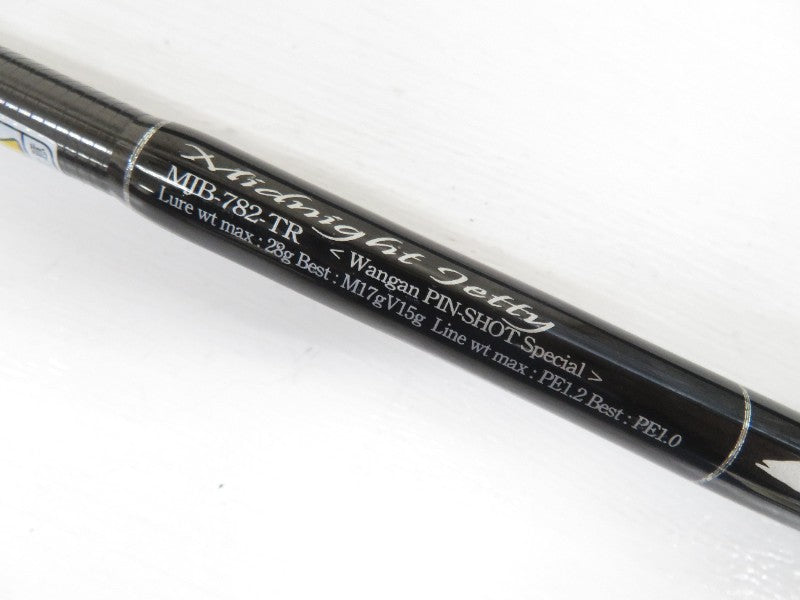 Midnight Jetty
MJB-782-TR < Wangan PIN-SHOT Special >
Lure wt max : 28g Best : M17gV15g Line wt max : PE1.2 Best : PE1.0